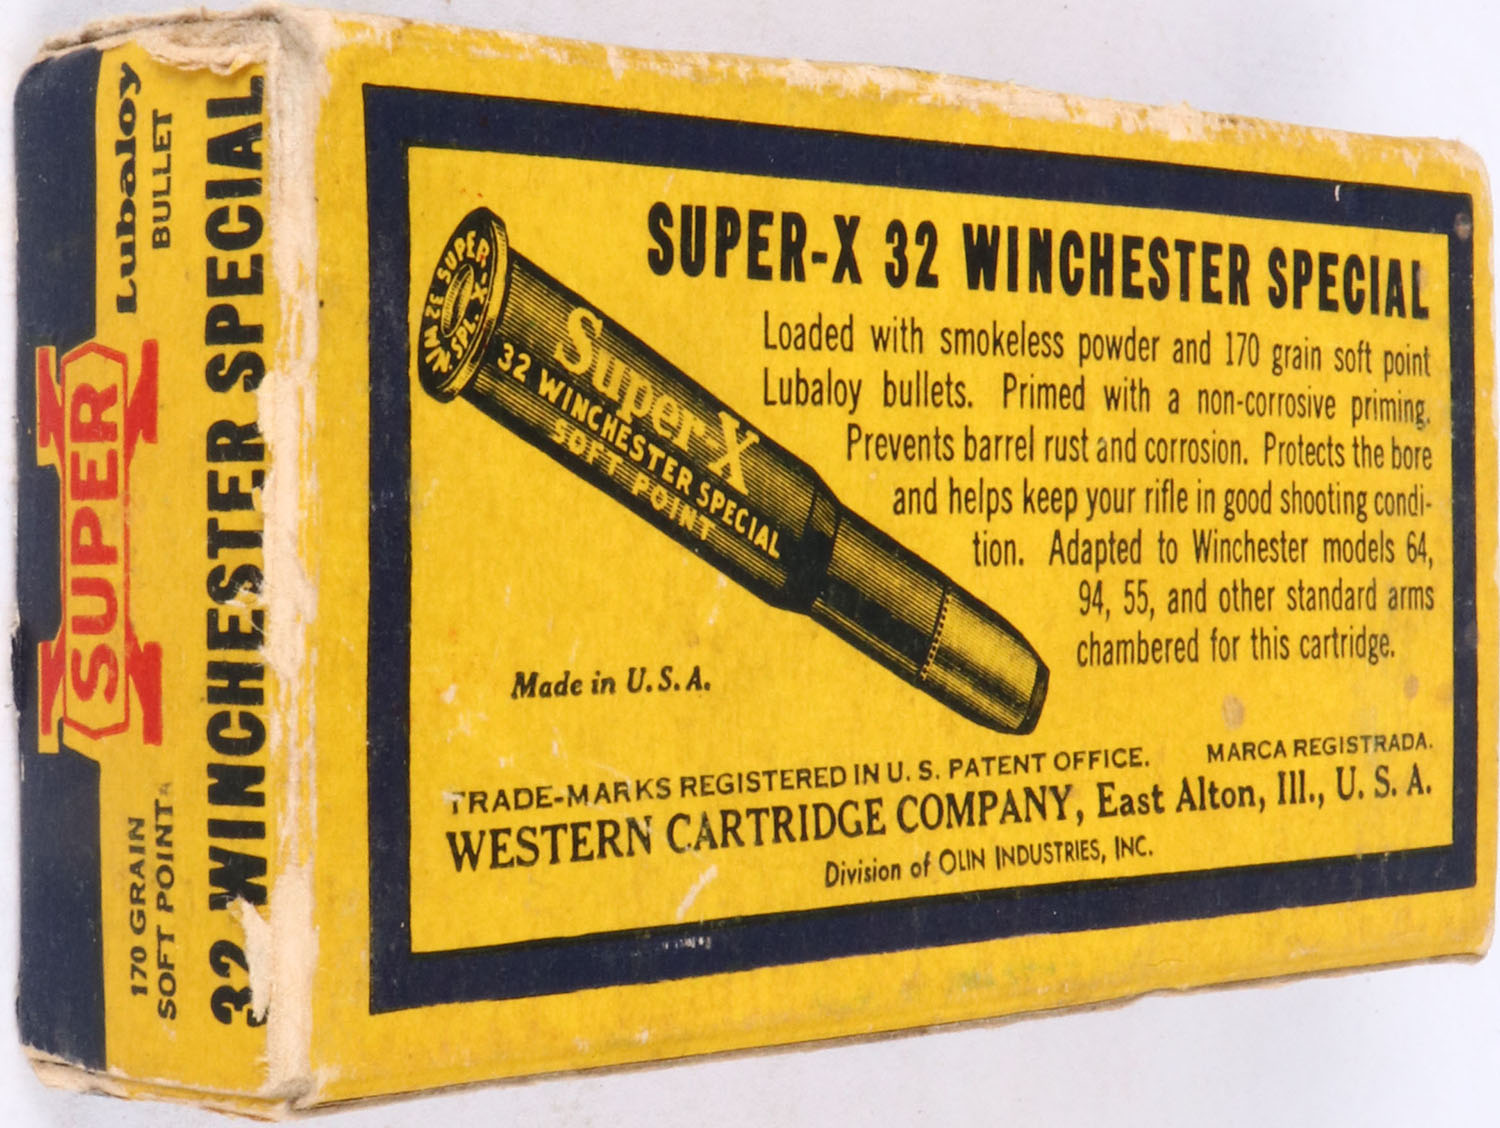 Lubaloy
BULLET
SUPER
X
170 GRAIN
SOFT POINT
32 WINCHESTER SPECIAL
SUPER-X 32 WINCHESTER SPECIAL
Loaded with smokeless powder and 170 grain soft point
Lubaloy bullets. Primed with a non-corrosive priming.
Prevents barrel rust and corrosion. Protects the bore
and helps keep your rifle in good shooting condi-
tion. Adapted to Winchester models 64,
94, 55, and other standard arms
chambered for this cartridge.
SUPER-X
32 WIN. SPL.
Super-X
32 WINCHESTER SPECIAL
SOFT POINT
Made in U.S.A.
TRADE-MARKS REGISTERED IN U. S. PATENT OFFICE. MARCA REGISTRADA.
WESTERN CARTRIDGE COMPANY, East Alton, Ill., U. S. A.
Division of OLIN INDUSTRIES, INC.